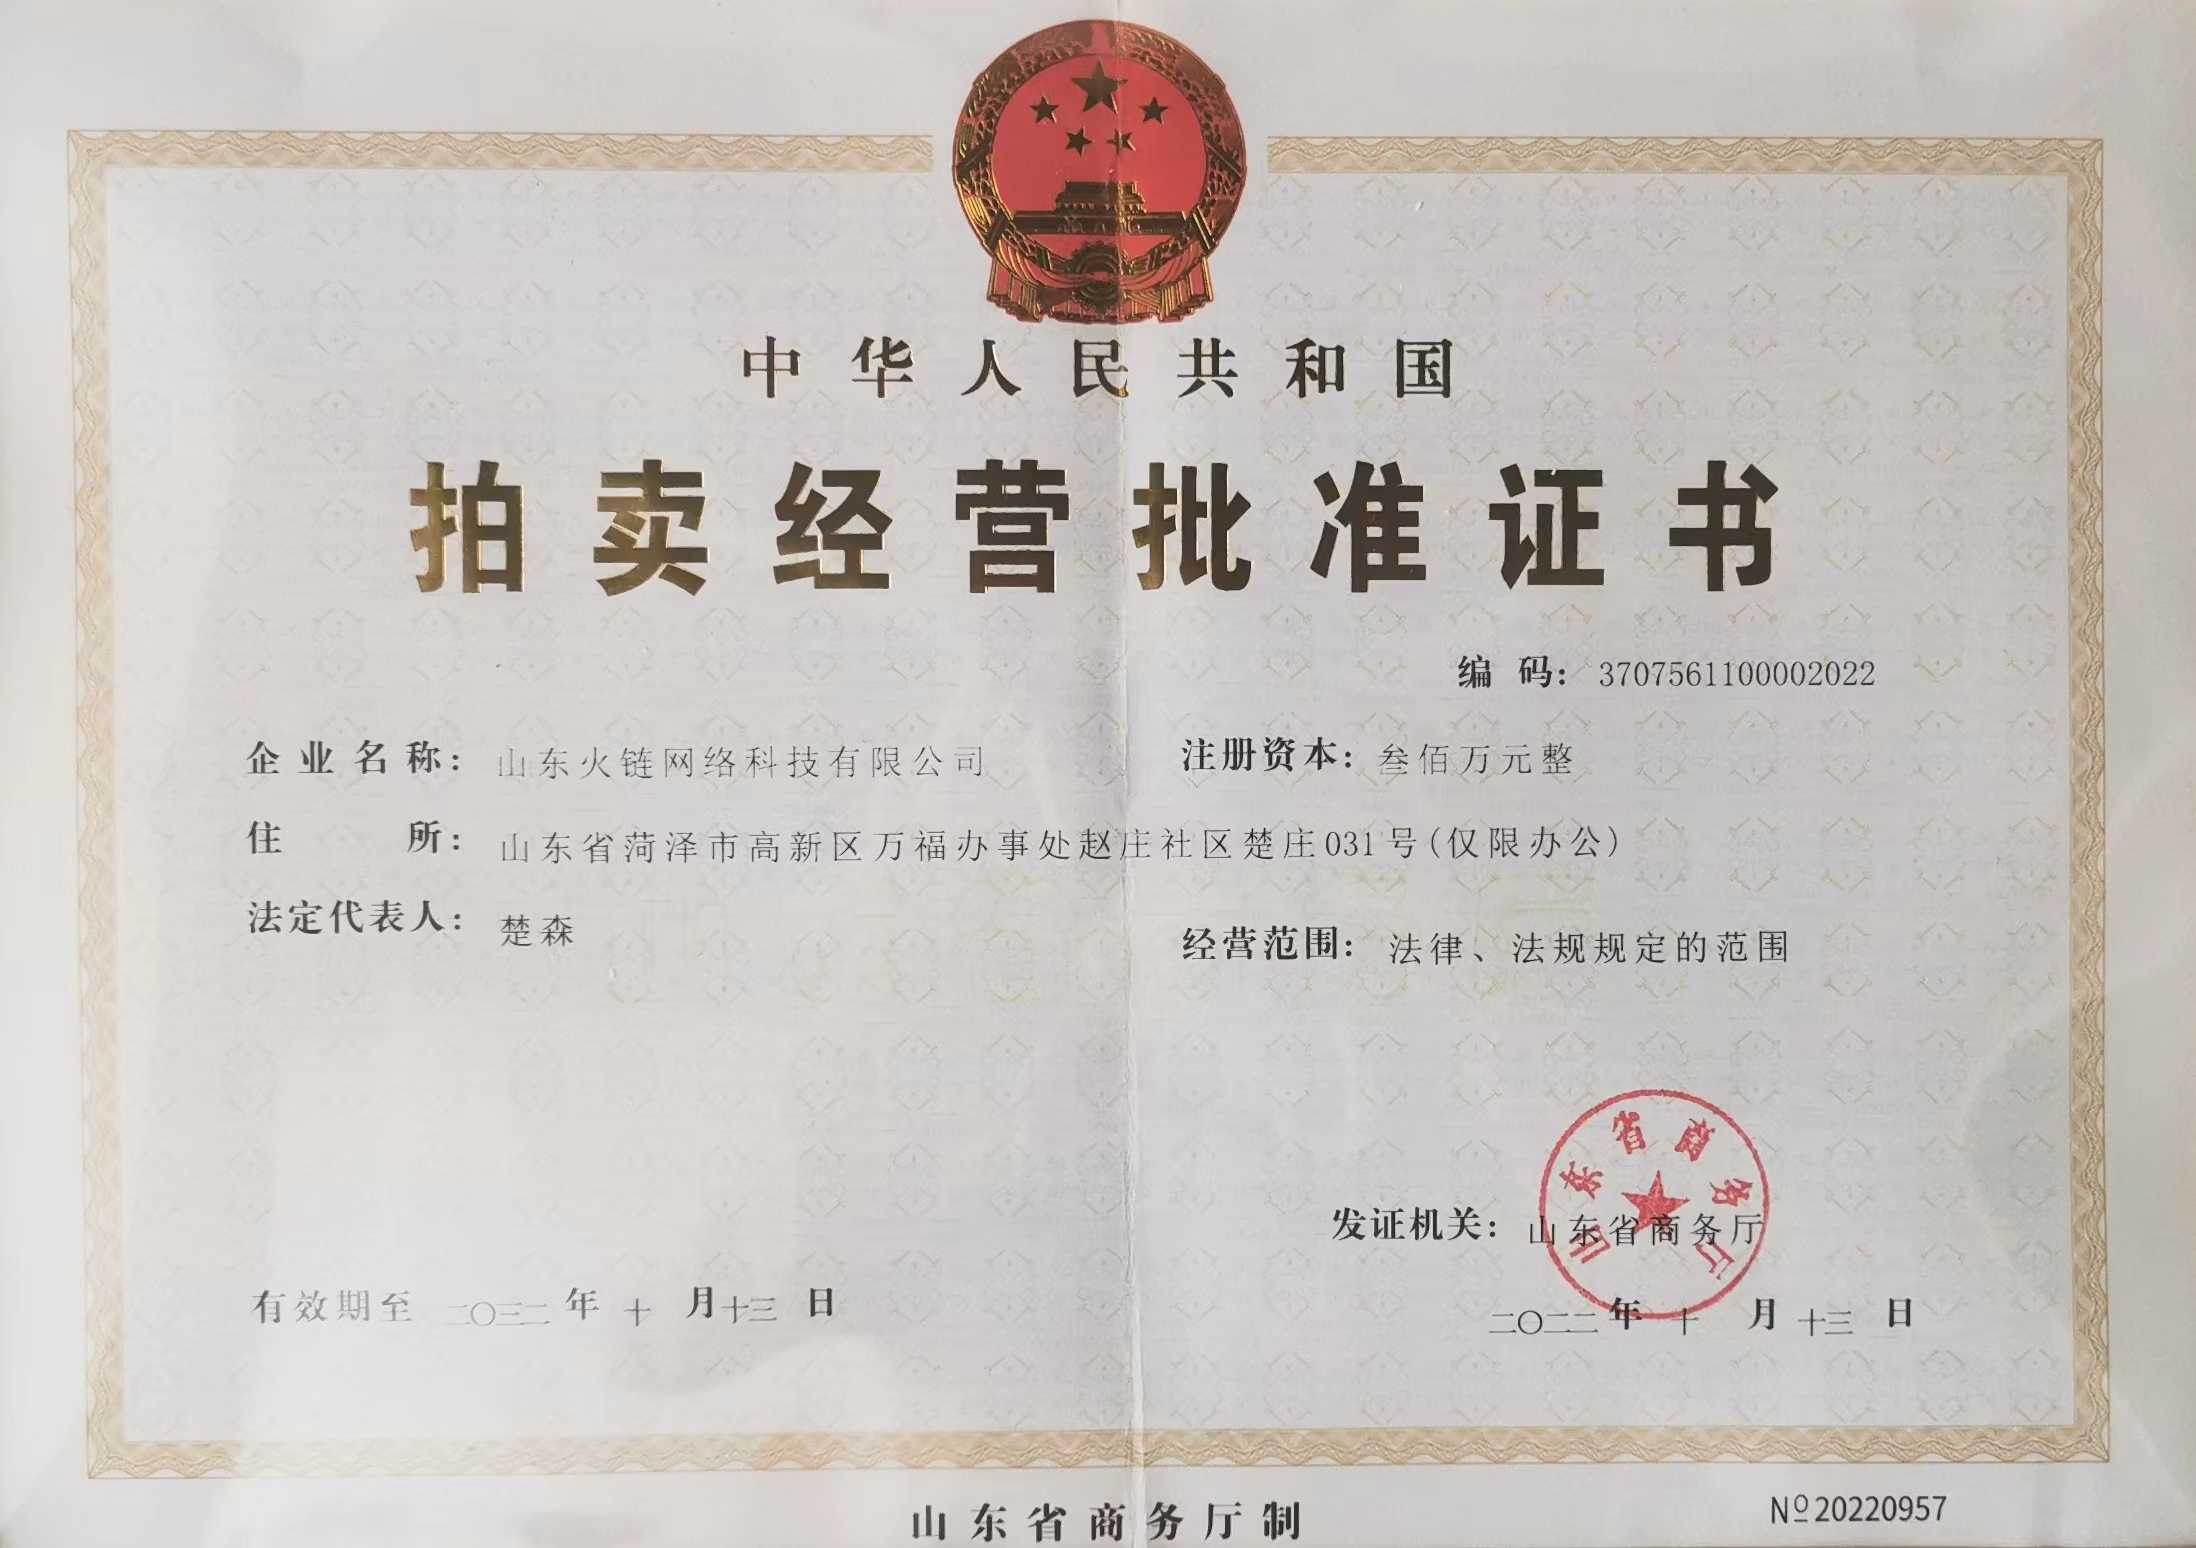 中华人民共和国
拍卖经营批准证书
编 码: 3707561100002022
企业名称: 山东火链网络科技有限公司 注册资本: 叁佰万元整
住 所: 山东省菏泽市高新区万福办事处赵庄社区楚庄031号(仅限办公)
法定代表人: 楚森 经营范围: 法律、法规规定的范围
山东省商务厅
发证机关: 山东省商务厅
有效期至 二〇三二 年 十 月 十三 日 二〇二二 年 十 月 十三 日
山东省商务厅制 №20220957